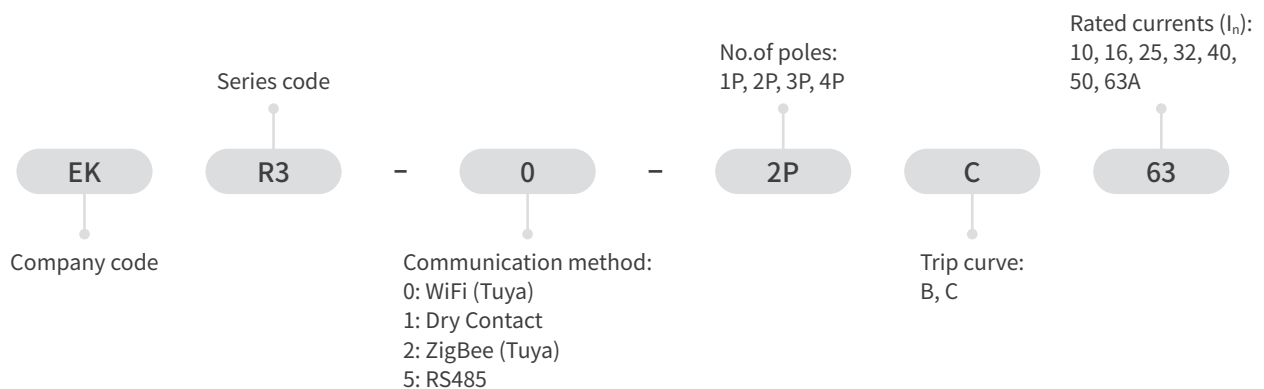 Rated currents (In):
10, 16, 25, 32, 40,
50, 63A
No.of poles:
1P, 2P, 3P, 4P
Series code
EK R3 – 0 – 2P C 63
Company code
Communication method:
0: WiFi (Tuya)
1: Dry Contact
2: ZigBee (Tuya)
5: RS485
Trip curve:
B, C